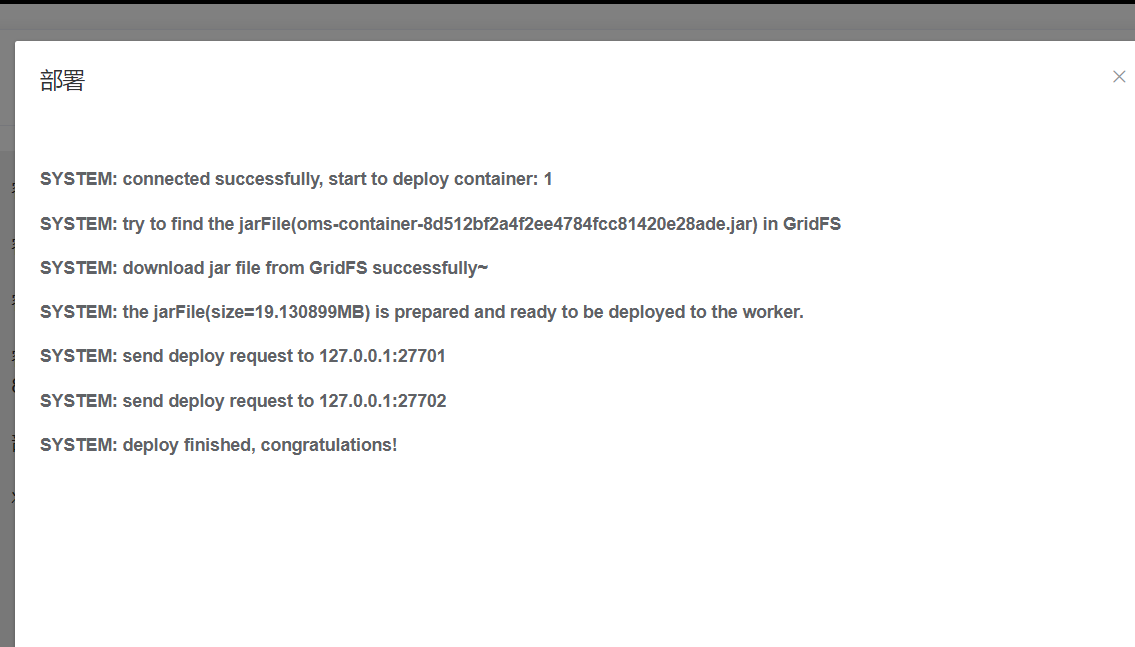 部署
SYSTEM: connected successfully, start to deploy container: 1
SYSTEM: try to find the jarFile(oms-container-8d512bf2a4f2ee4784fcc81420e28ade.jar) in GridFS
SYSTEM: download jar file from GridFS successfully~
SYSTEM: the jarFile(size=19.130899MB) is prepared and ready to be deployed to the worker.
SYSTEM: send deploy request to 127.0.0.1:27701
SYSTEM: send deploy request to 127.0.0.1:27702
SYSTEM: deploy finished, congratulations!